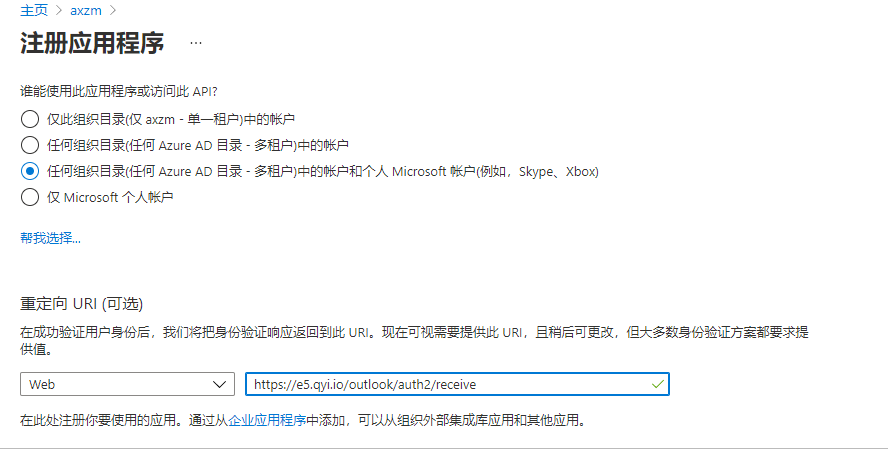 主页 > axzm >
注册应用程序 ...
谁能使用此应用程序或访问此 API?
仅此组织目录(仅 axzm - 单一租户)中的帐户
任何组织目录(任何 Azure AD 目录 - 多租户)中的帐户
任何组织目录(任何 Azure AD 目录 - 多租户)中的帐户和个人 Microsoft 帐户(例如，Skype、Xbox)
仅 Microsoft 个人帐户
帮我选择...
重定向 URI (可选)
在成功验证用户身份后，我们将把身份验证响应返回到此 URI。现在可视需要提供此 URI，且稍后可更改，但大多数身份验证方案都要求提
供值。
Web
https://e5.qyi.io/outlook/auth2/receive
在此处注册你要使用的应用。通过从企业应用程序中添加，可以从组织外部集成库应用和其他应用。